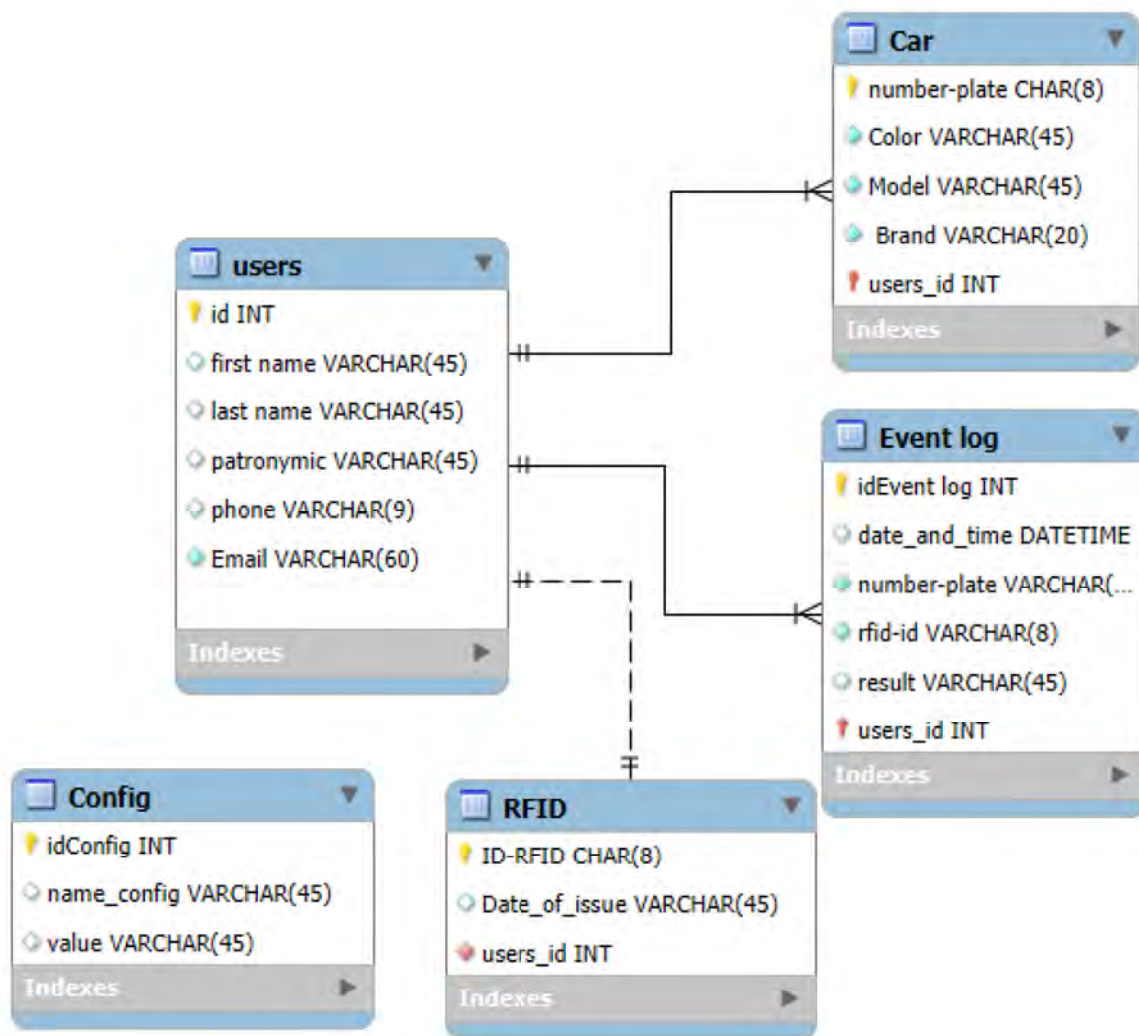 Car
number-plate CHAR(8)
Color VARCHAR(45)
Model VARCHAR(45)
Brand VARCHAR(20)
users_id INT
Indexes
users
id INT
first name VARCHAR(45)
last name VARCHAR(45)
patronymic VARCHAR(45)
phone VARCHAR(9)
Email VARCHAR(60)
Indexes
Event log
idEvent log INT
date_and_time DATETIME
number-plate VARCHAR(...
rfid-id VARCHAR(8)
result VARCHAR(45)
users_id INT
Indexes
Config
idConfig INT
name_config VARCHAR(45)
value VARCHAR(45)
Indexes
RFID
ID-RFID CHAR(8)
Date_of_issue VARCHAR(45)
users_id INT
Indexes